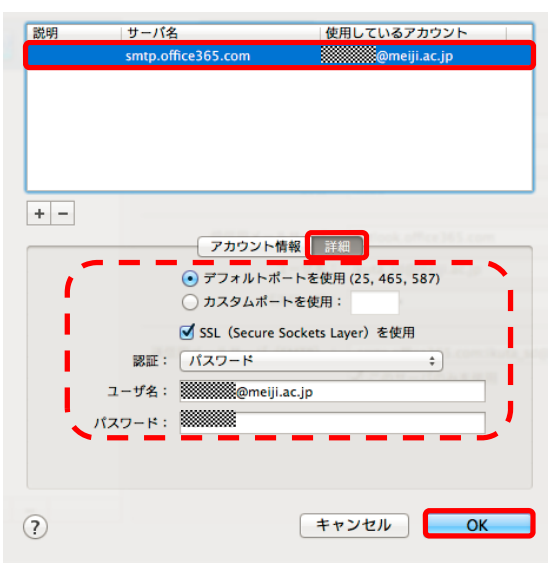 説明 サーバ名 使用しているアカウント
smtp.office365.com @meiji.ac.jp
+ −
アカウント情報 詳細
デフォルトポートを使用 (25, 465, 587)
カスタムポートを使用：
SSL（Secure Sockets Layer）を使用
認証： パスワード
ユーザ名： @meiji.ac.jp
パスワード：
? キャンセル OK